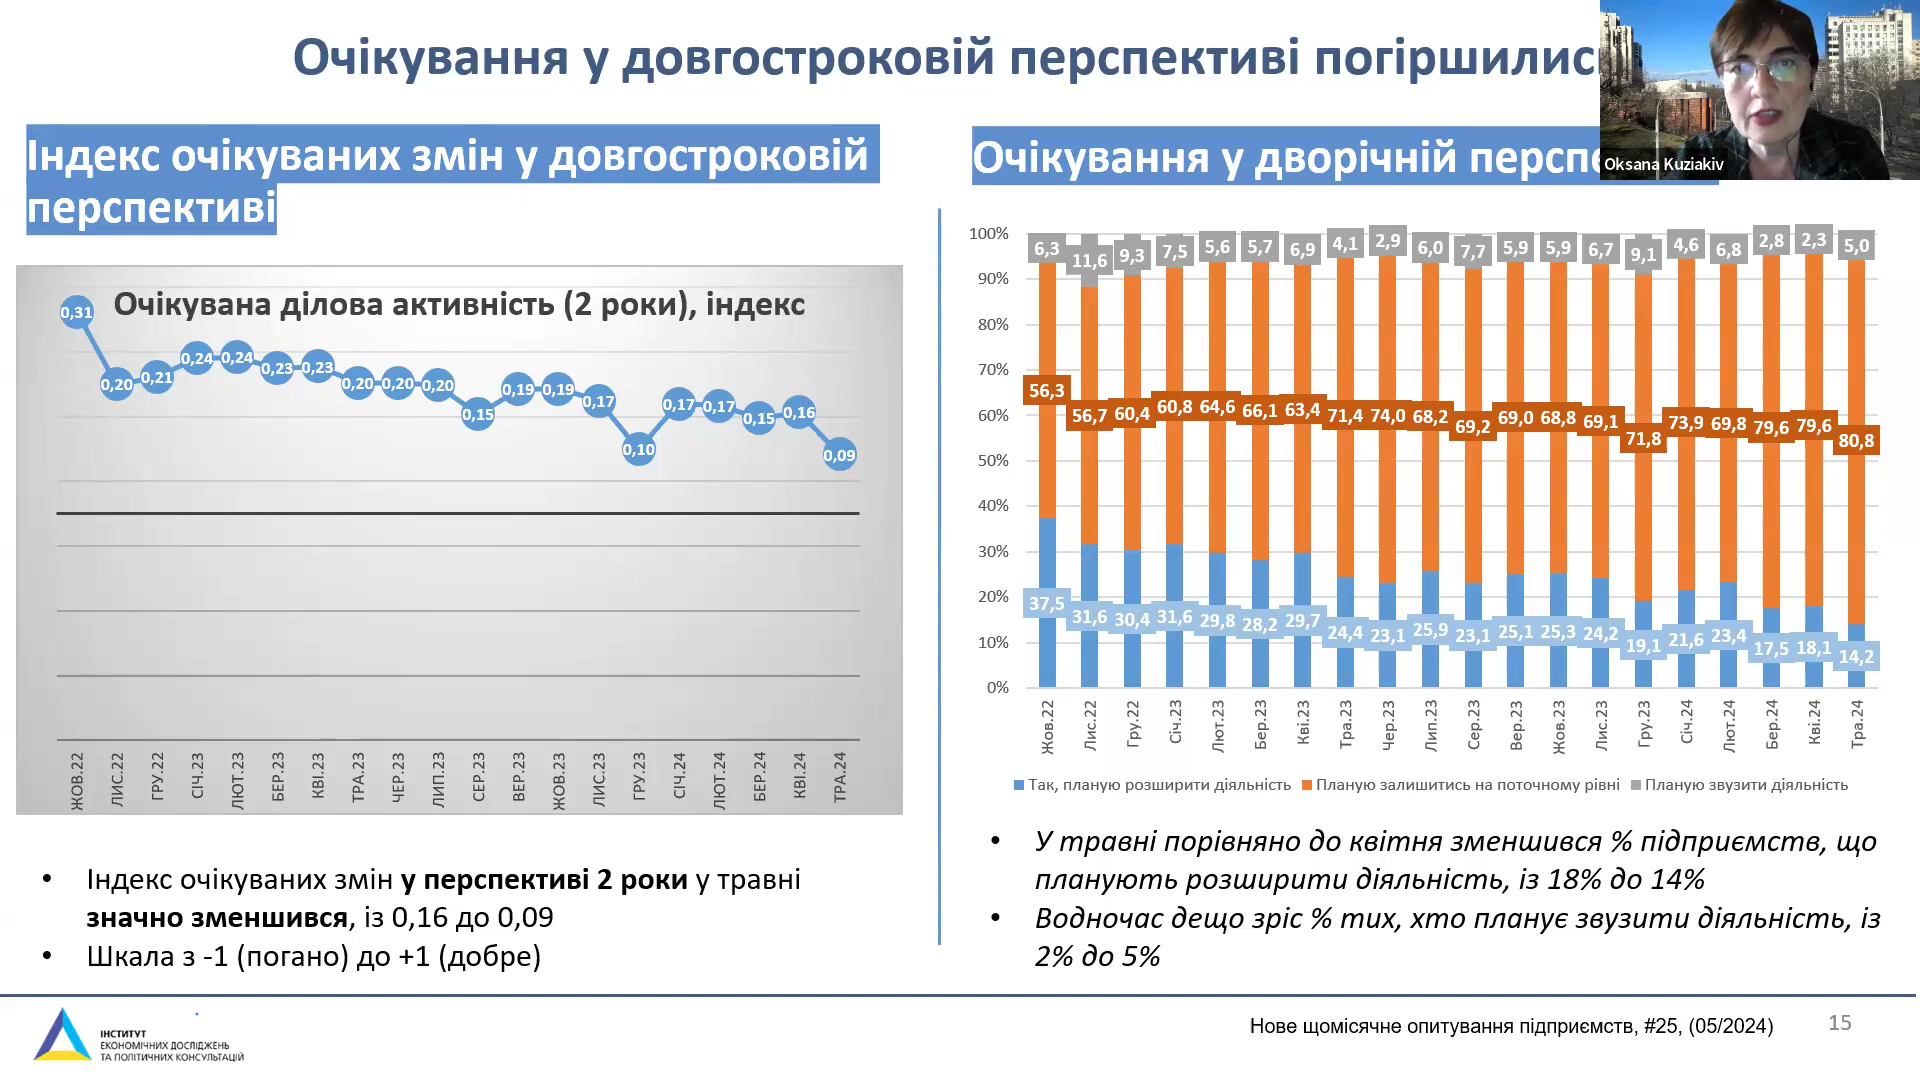 Очікування у довгостроковій перспективі погіршились
Oksana Kuziakiv
Індекс очікуваних змін у довгостроковій
перспективі
Очікувана ділова активність (2 роки), індекс
0,31 0,20 0,21 0,24 0,24 0,23 0,23 0,20 0,20 0,20 0,15 0,19 0,19 0,17 0,10 0,17 0,17 0,15 0,16 0,09
ЖОВ.22 ЛИС.22 ГРУ.22 СІЧ.23 ЛЮТ.23 БЕР.23 КВІ.23 ТРА.23 ЧЕР.23 ЛИП.23 СЕР.23 ВЕР.23 ЖОВ.23 ЛИС.23 ГРУ.23 СІЧ.24 ЛЮТ.24 БЕР.24 КВІ.24 ТРА.24
• Індекс очікуваних змін у перспективі 2 роки у травні
значно зменшився, із 0,16 до 0,09
• Шкала з -1 (погано) до +1 (добре)
Очікування у дворічній
100%
90%
80%
70%
60%
50%
40%
30%
20%
10%
0%
6,3 11,6 9,3 7,5 5,6 5,7 6,9 4,1 2,9 6,0 7,7 5,9 5,9 6,7 9,1 4,6 6,8 2,8 2,3 5,0
56,3 56,7 60,4 60,8 64,6 66,1 63,4 71,4 74,0 68,2 69,2 69,0 68,8 69,1 71,8 73,9 69,8 79,6 79,6 80,8
37,5 31,6 30,4 31,6 29,8 28,2 29,7 24,4 23,1 25,9 23,1 25,1 25,3 24,2 19,1 21,6 23,4 17,5 18,1 14,2
Жов.22 Лис.22 Гру.22 Січ.23 Лют.23 Бер.23 Кві.23 Тра.23 Чер.23 Лип.23 Сер.23 Вер.23 Жов.23 Лис.23 Гру.23 Січ.24 Лют.24 Бер.24 Кві.24 Тра.24
Так, планую розширити діяльність Планую залишитись на поточному рівні Планую звузити діяльність
• У травні порівняно до квітня зменшився % підприємств, що
планують розширити діяльність, із 18% до 14%
• Водночас дещо зріс % тих, хто планує звузити діяльність, із
2% до 5%
ІНСТИТУТ
ЕКОНОМІЧНИХ ДОСЛІДЖЕНЬ
ТА ПОЛІТИЧНИХ КОНСУЛЬТАЦІЙ
Нове щомісячне опитування підприємств, #25, (05/2024)
15